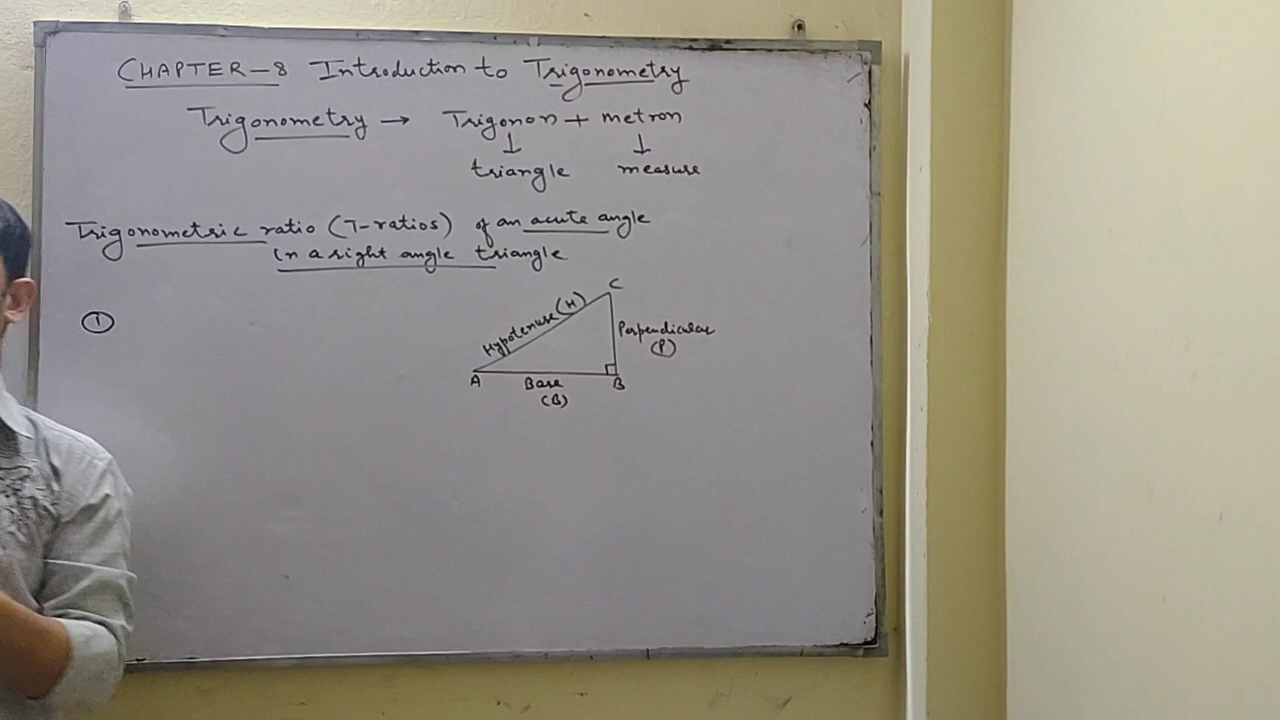 CHAPTER-8 Introduction to Trigonometry
Trigonometry → Trigonon + metron
↓ ↓
triangle measure
Trigonometric ratio (T-ratios) of an acute angle
in a right angle triangle
①
C
Hypotenuse (H)
Perpendicular
(P)
A Base B
(B)